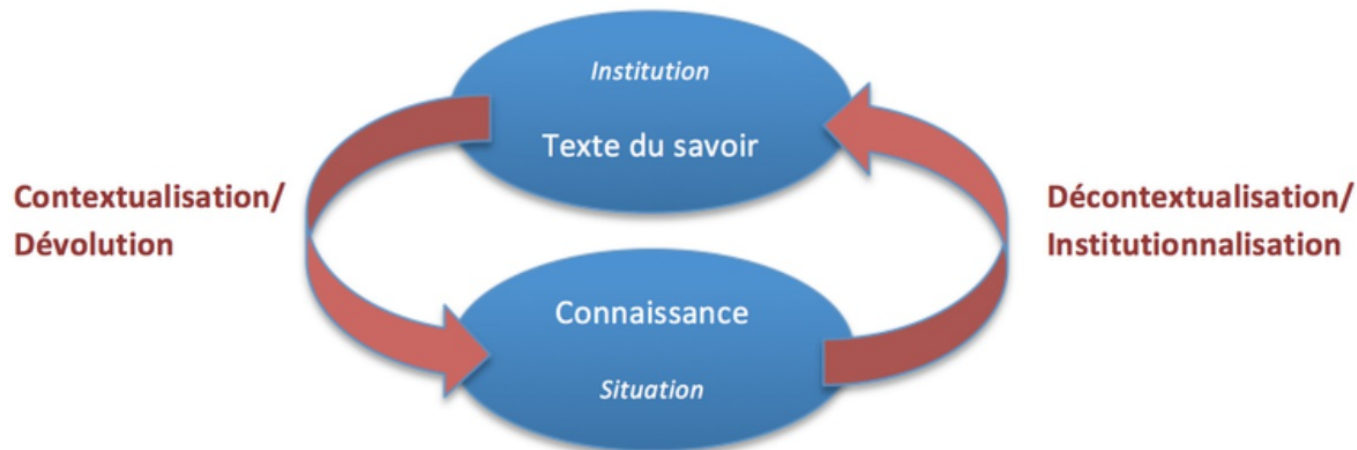 Institution
Texte du savoir
Contextualisation/
Dévolution
Décontextualisation/
Institutionnalisation
Connaissance
Situation